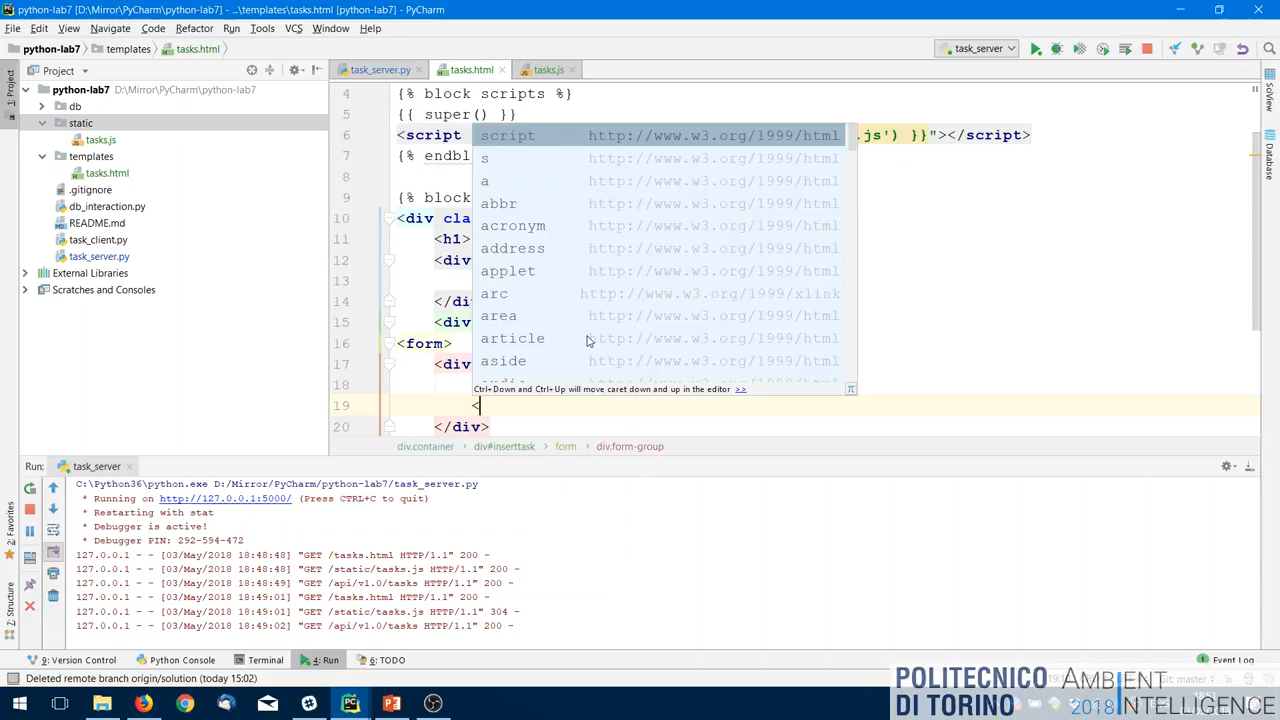 python-lab7 [D:\Mirror\PyCharm\python-lab7] - ...\templates\tasks.html [python-lab7] - PyCharm
File Edit View Navigate Code Refactor Run Tools VCS Window Help
python-lab7 templates tasks.html task_server
Project task_server.py tasks.html tasks.js
1: Project
python-lab7 D:\Mirror\PyCharm\python-lab7
db
static
tasks.js
templates
tasks.html
.gitignore
db_interaction.py
README.md
task_client.py
task_server.py
External Libraries
Scratches and Consoles
4 {% block scripts %}
5 {{ super() }}
6 <script .js') }}"></script>
7 {% endbl
8
9 {% block
10 <div cla
11 <h1>
12 <div
13
14 </di
15 <div
16 <form>
17 <div
18
19 <
20 </div>
script http://www.w3.org/1999/html
s http://www.w3.org/1999/html
a http://www.w3.org/1999/html
abbr http://www.w3.org/1999/html
acronym http://www.w3.org/1999/html
address http://www.w3.org/1999/html
applet http://www.w3.org/1999/html
arc http://www.w3.org/1999/xlink
area http://www.w3.org/1999/html
article http://www.w3.org/1999/html
aside http://www.w3.org/1999/html
Ctrl+Down and Ctrl+Up will move caret down and up in the editor >> π
div.container div#inserttask form div.form-group
SciView
Database
Run: task_server
C:\Python36\python.exe D:/Mirror/PyCharm/python-lab7/task_server.py
* Running on http://127.0.0.1:5000/ (Press CTRL+C to quit)
* Restarting with stat
* Debugger is active!
* Debugger PIN: 292-594-472
127.0.0.1 - - [03/May/2018 18:48:48] "GET /tasks.html HTTP/1.1" 200 -
127.0.0.1 - - [03/May/2018 18:48:48] "GET /static/tasks.js HTTP/1.1" 200 -
127.0.0.1 - - [03/May/2018 18:48:49] "GET /api/v1.0/tasks HTTP/1.1" 200 -
127.0.0.1 - - [03/May/2018 18:49:01] "GET /tasks.html HTTP/1.1" 200 -
127.0.0.1 - - [03/May/2018 18:49:01] "GET /static/tasks.js HTTP/1.1" 304 -
127.0.0.1 - - [03/May/2018 18:49:02] "GET /api/v1.0/tasks HTTP/1.1" 200 -
2: Favorites
7: Structure
9: Version Control Python Console Terminal 4: Run 6: TODO Event Log
Deleted remote branch origin/solution (today 15:02)
Git: master
18:51
POLITECNICO
DI TORINO
AMBIENT
2018 INTELLIGENCE